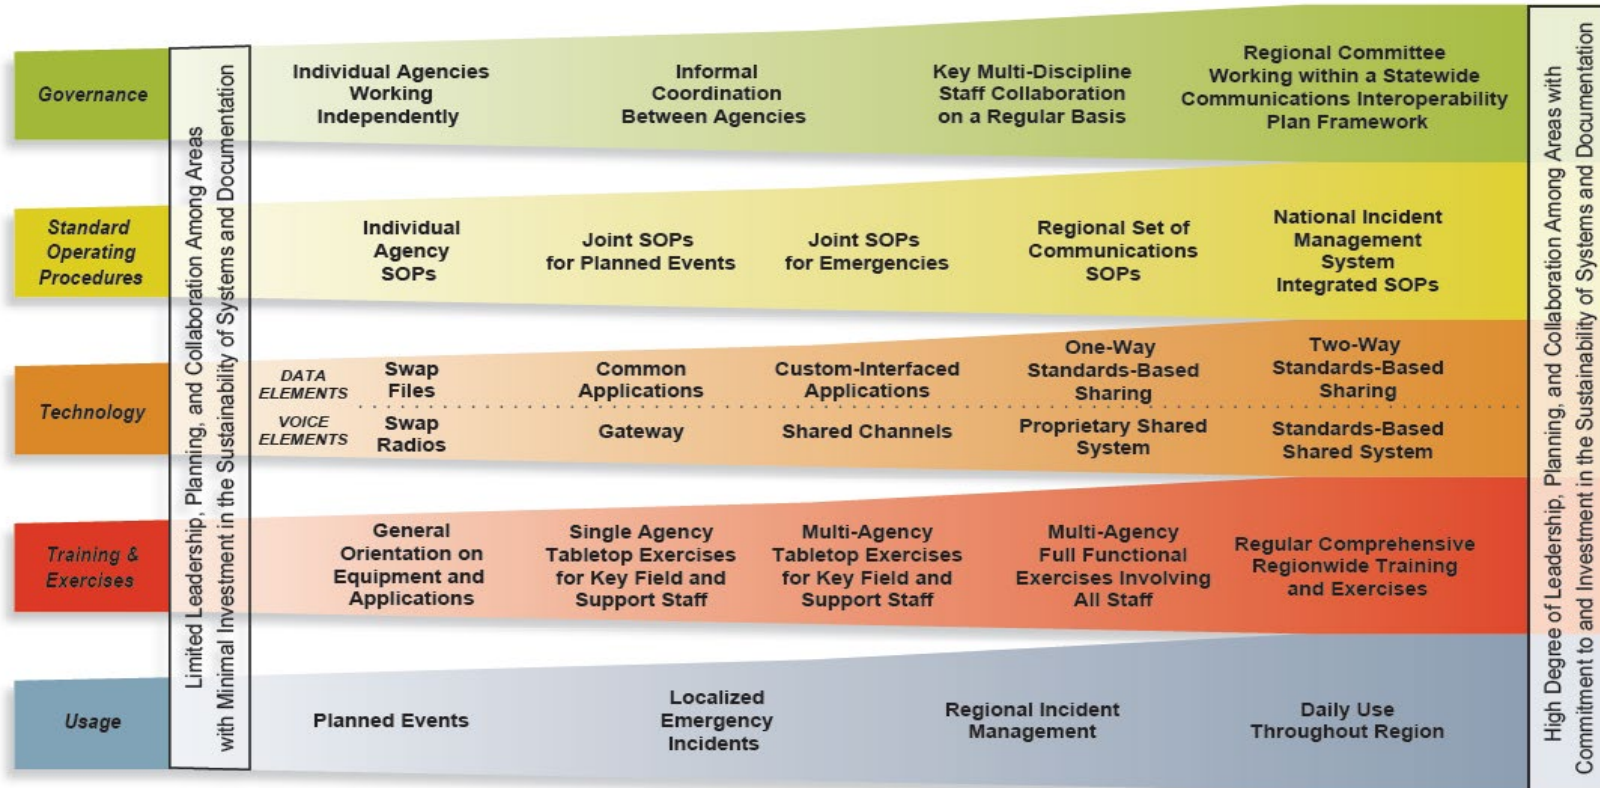 Governance
Individual Agencies
Working
Independently
Informal
Coordination
Between Agencies
Key Multi-Discipline
Staff Collaboration
on a Regular Basis
Regional Committee
Working within a Statewide
Communications Interoperability
Plan Framework
Standard
Operating
Procedures
Individual
Agency
SOPs
Joint SOPs
for Planned Events
Joint SOPs
for Emergencies
Regional Set of
Communications
SOPs
National Incident
Management
System
Integrated SOPs
Technology
DATA
ELEMENTS
Swap
Files
Common
Applications
Custom-Interfaced
Applications
One-Way
Standards-Based
Sharing
Two-Way
Standards-Based
Sharing
VOICE
ELEMENTS
Swap
Radios
Gateway
Shared Channels
Proprietary Shared
System
Standards-Based
Shared System
Training &
Exercises
General
Orientation on
Equipment and
Applications
Single Agency
Tabletop Exercises
for Key Field and
Support Staff
Multi-Agency
Tabletop Exercises
for Key Field and
Support Staff
Multi-Agency
Full Functional
Exercises Involving
All Staff
Regular Comprehensive
Regionwide Training
and Exercises
Usage
Planned Events
Localized
Emergency
Incidents
Regional Incident
Management
Daily Use
Throughout Region
Limited Leadership, Planning, and Collaboration Among Areas
with Minimal Investment in the Sustainability of Systems and Documentation
High Degree of Leadership, Planning, and Collaboration Among Areas with
Commitment to and Investment in the Sustainability of Systems and Documentation